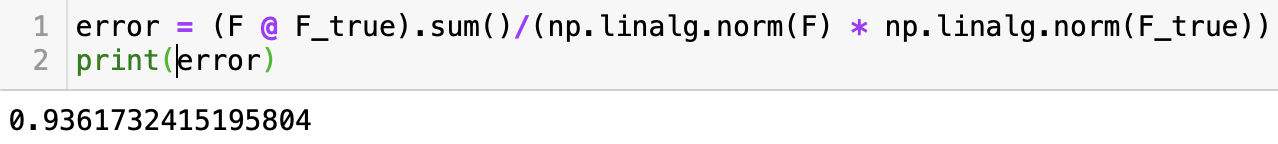 1 error = (F @ F_true).sum()/(np.linalg.norm(F) * np.linalg.norm(F_true))
2 print(error)
0.9361732415195804